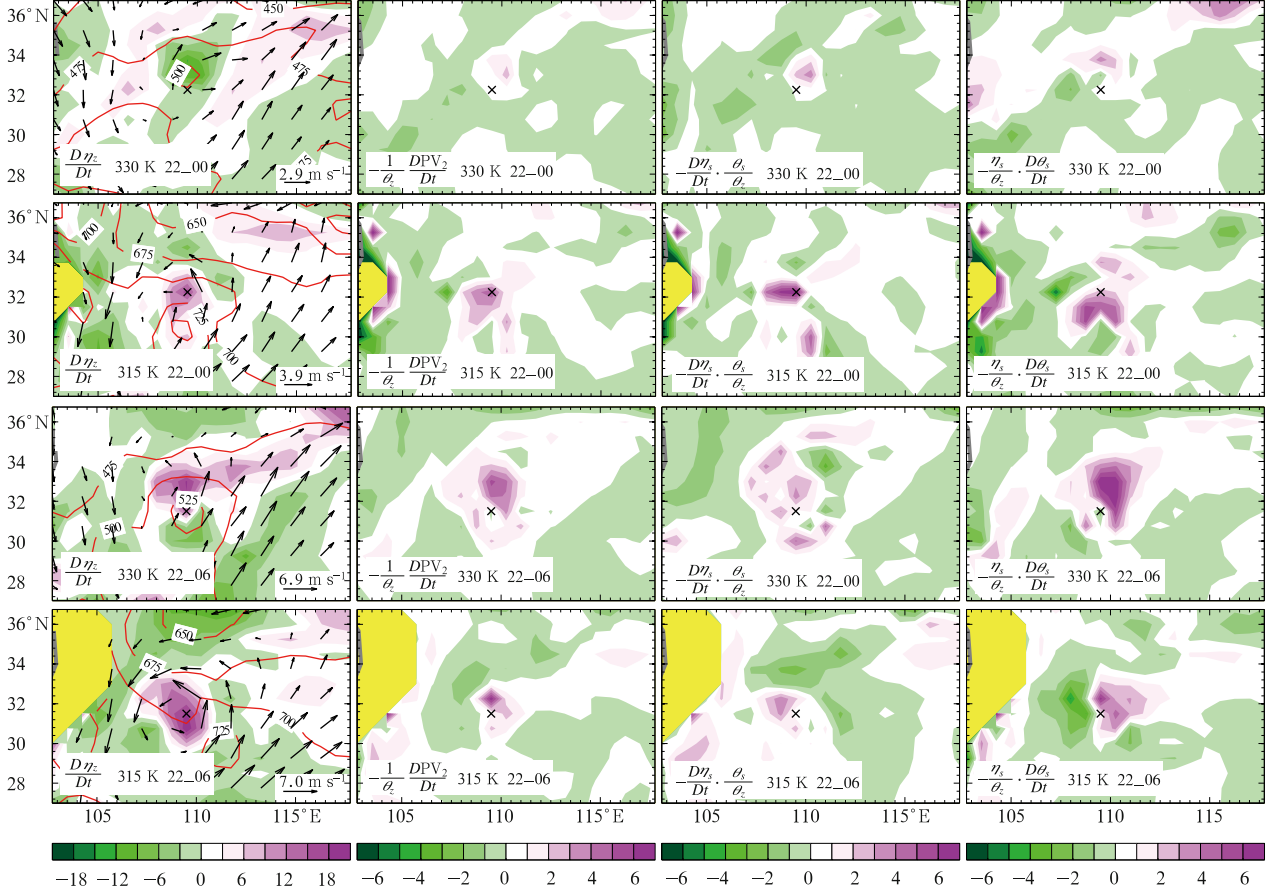 36°N
34
32
30
28
450
475
500
475
75
Dη_z/Dt 330 K 22_00
2.9 m s⁻¹
−1/θ_z DPV₂/Dt 330 K 22_00
−Dη_s/Dt · θ_s/θ_z 330 K 22_00
−η_s/θ_z · Dθ_s/Dt 330 K 22_00
36°N
34
32
30
28
700
650
675
725
700
Dη_z/Dt 315 K 22_00
3.9 m s⁻¹
−1/θ_z DPV₂/Dt 315 K 22_00
−Dη_s/Dt · θ_s/θ_z 315 K 22_00
η_s/θ_z · Dθ_s/Dt 315 K 22_00
36°N
34
32
30
28
475
500
525
Dη_z/Dt 330 K 22_06
6.9 m s⁻¹
−1/θ_z DPV₂/Dt 330 K 22_06
−Dη_s/Dt · θ_s/θ_z 330 K 22_00
−η_s/θ_z · Dθ_s/Dt 330 K 22_06
36°N
34
32
30
28
650
675
700
725
Dη_z/Dt 315 K 22_06
7.0 m s⁻¹
−1/θ_z DPV₂/Dt 315 K 22_06
−Dη_s/Dt · θ_s/θ_z 315 K 22_06
η_s/θ_z · Dθ_s/Dt 315 K 22_06
105 110 115°E
105 110 115°E
105 110 115°E
105 110 115
−18 −12 −6 0 6 12 18
−6 −4 −2 0 2 4 6
−6 −4 −2 0 2 4 6
−6 −4 −2 0 2 4 6